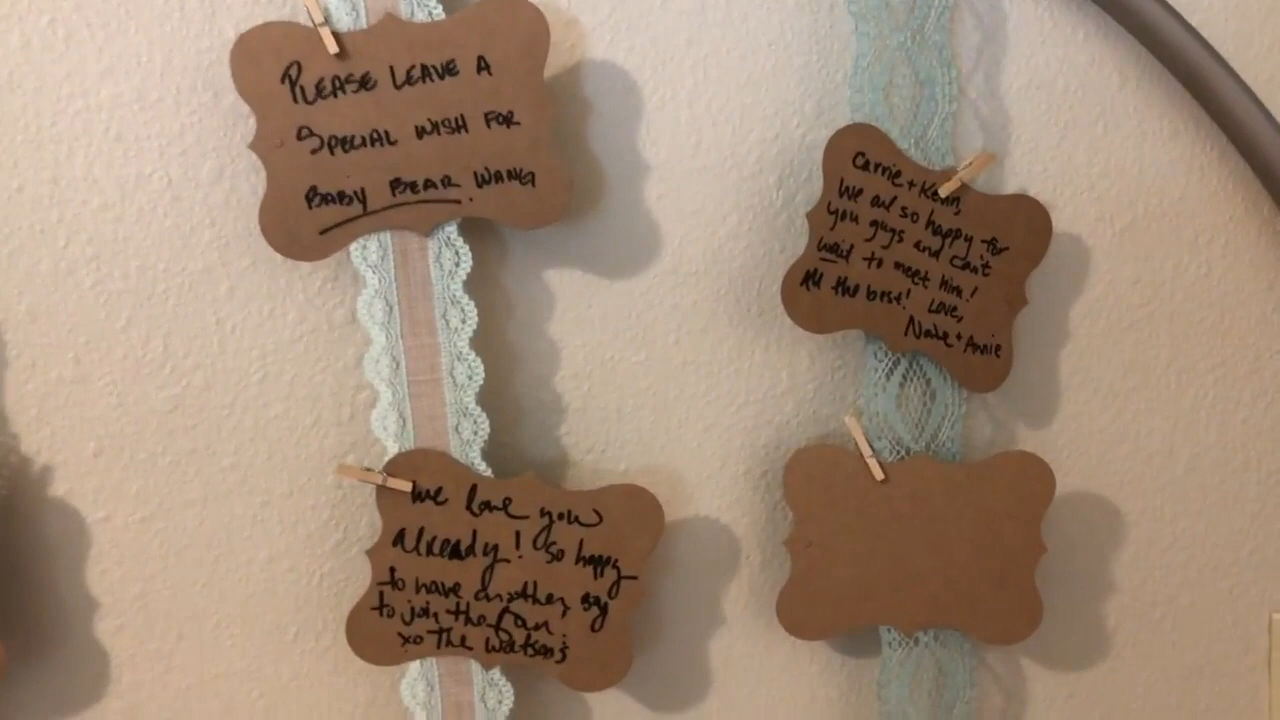 PLEASE LEAVE A
SPECIAL WISH FOR
BABY BEAR WANG
we love you
already! So happy
to have another boy
to join the fam.
xo The Watsons
Carrie + Kevin,
We are so happy for
you guys and can't
wait to meet him!
All the best! Love,
Nate + Annie